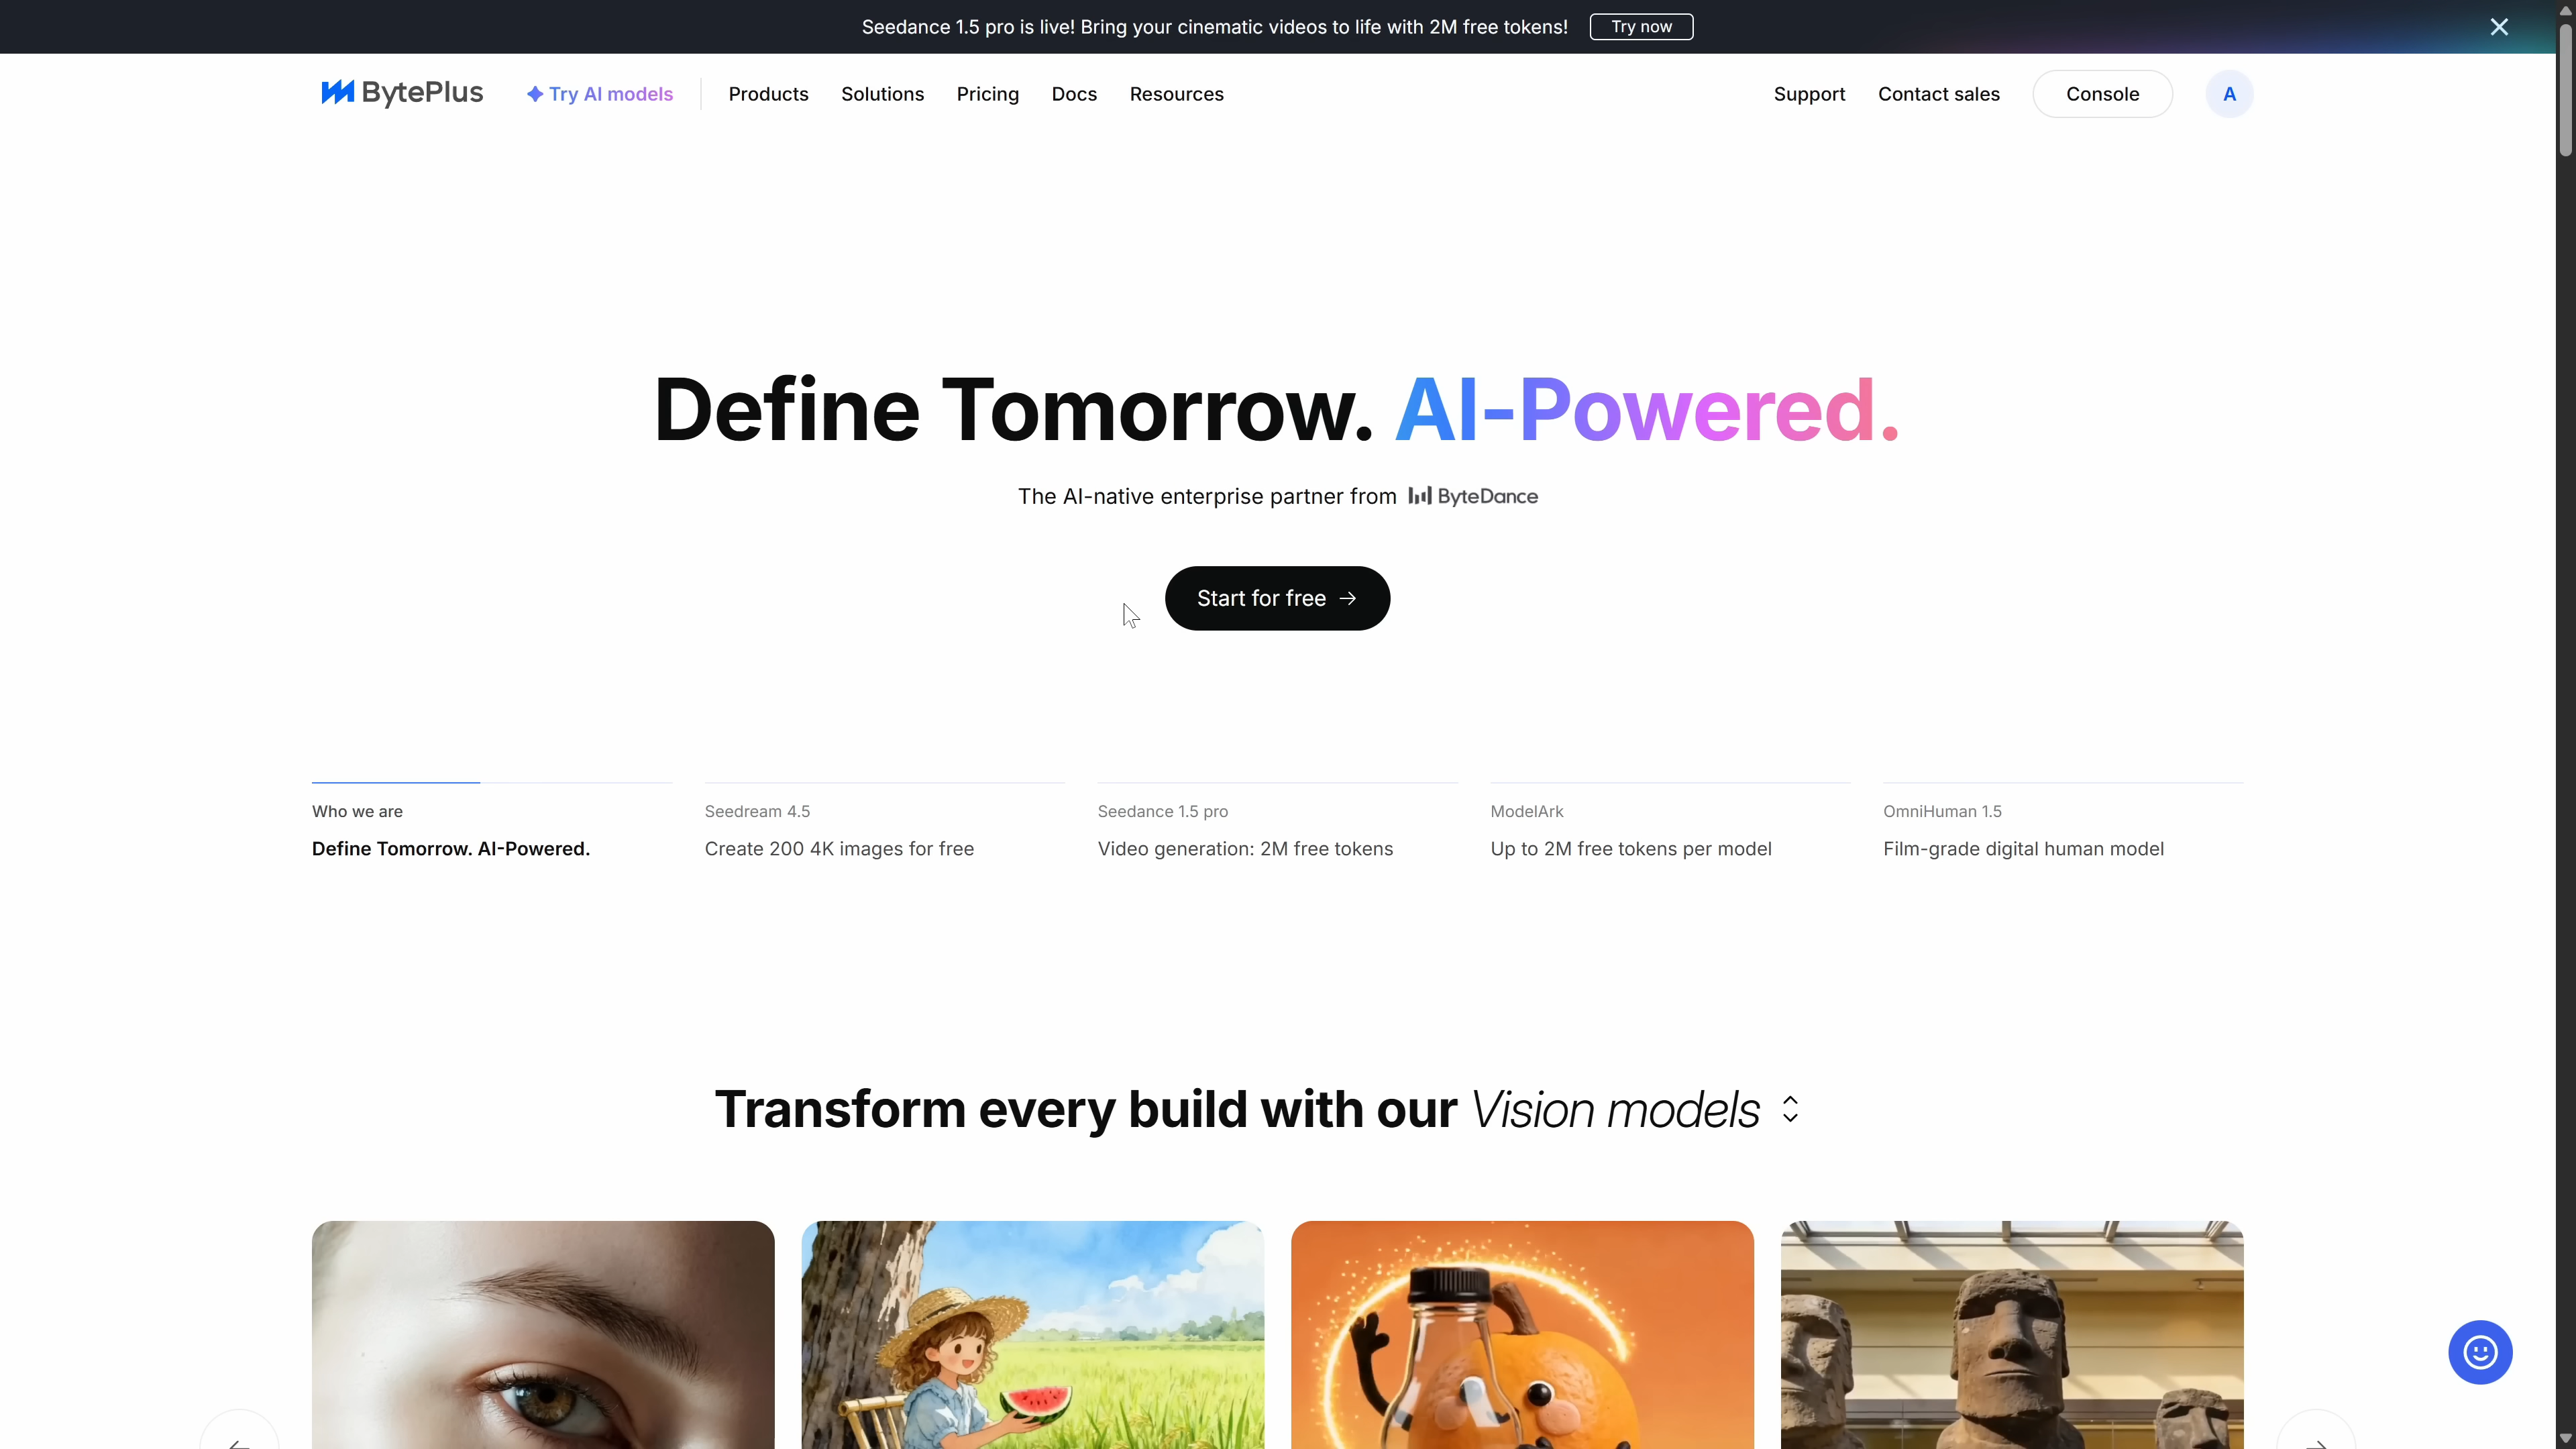 Seedance 1.5 pro is live! Bring your cinematic videos to life with 2M free tokens! Try now
BytePlus Try AI models Products Solutions Pricing Docs Resources Support Contact sales Console A
Define Tomorrow. AI-Powered.
The AI-native enterprise partner from ByteDance
Start for free
Who we are
Define Tomorrow. AI-Powered.
Seedream 4.5
Create 200 4K images for free
Seedance 1.5 pro
Video generation: 2M free tokens
ModelArk
Up to 2M free tokens per model
OmniHuman 1.5
Film-grade digital human model
Transform every build with our Vision models